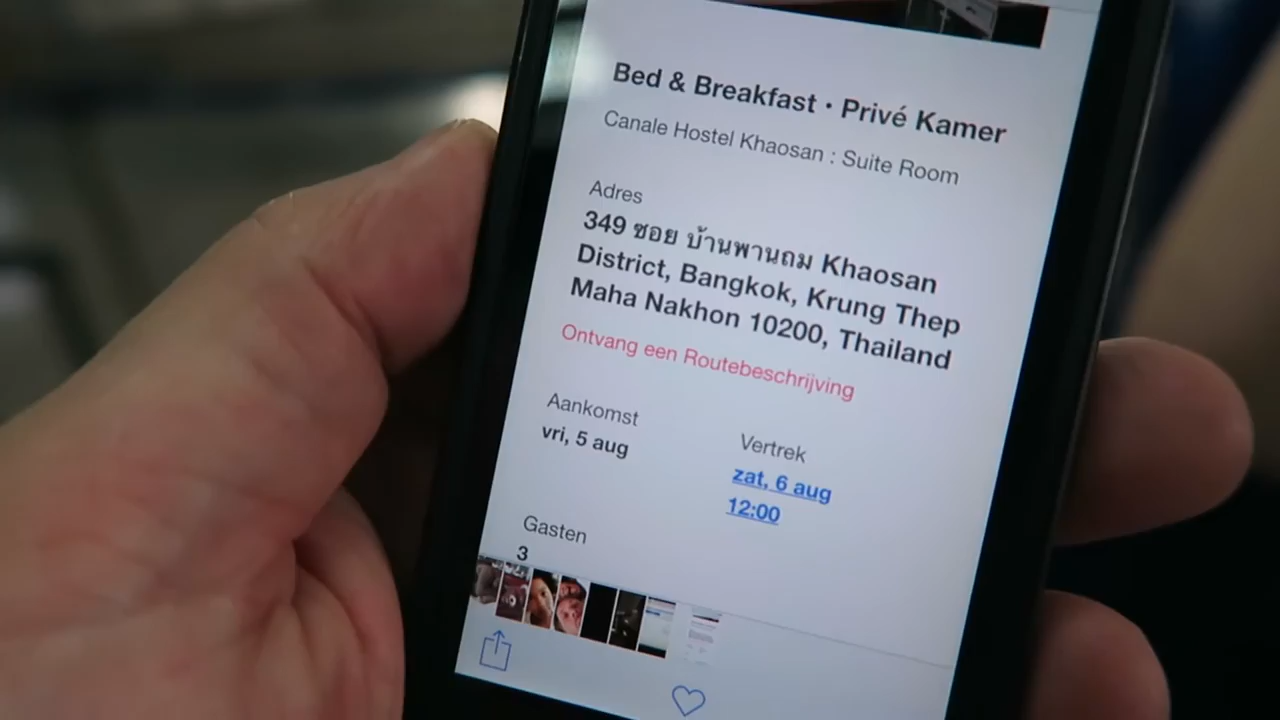 Bed & Breakfast • Privé Kamer
Canale Hostel Khaosan : Suite Room
Adres
349 ซอย บ้านพานถม Khaosan
District, Bangkok, Krung Thep
Maha Nakhon 10200, Thailand
Ontvang een Routebeschrijving
Aankomst
vri, 5 aug
Vertrek
zat, 6 aug
12:00
Gasten
3